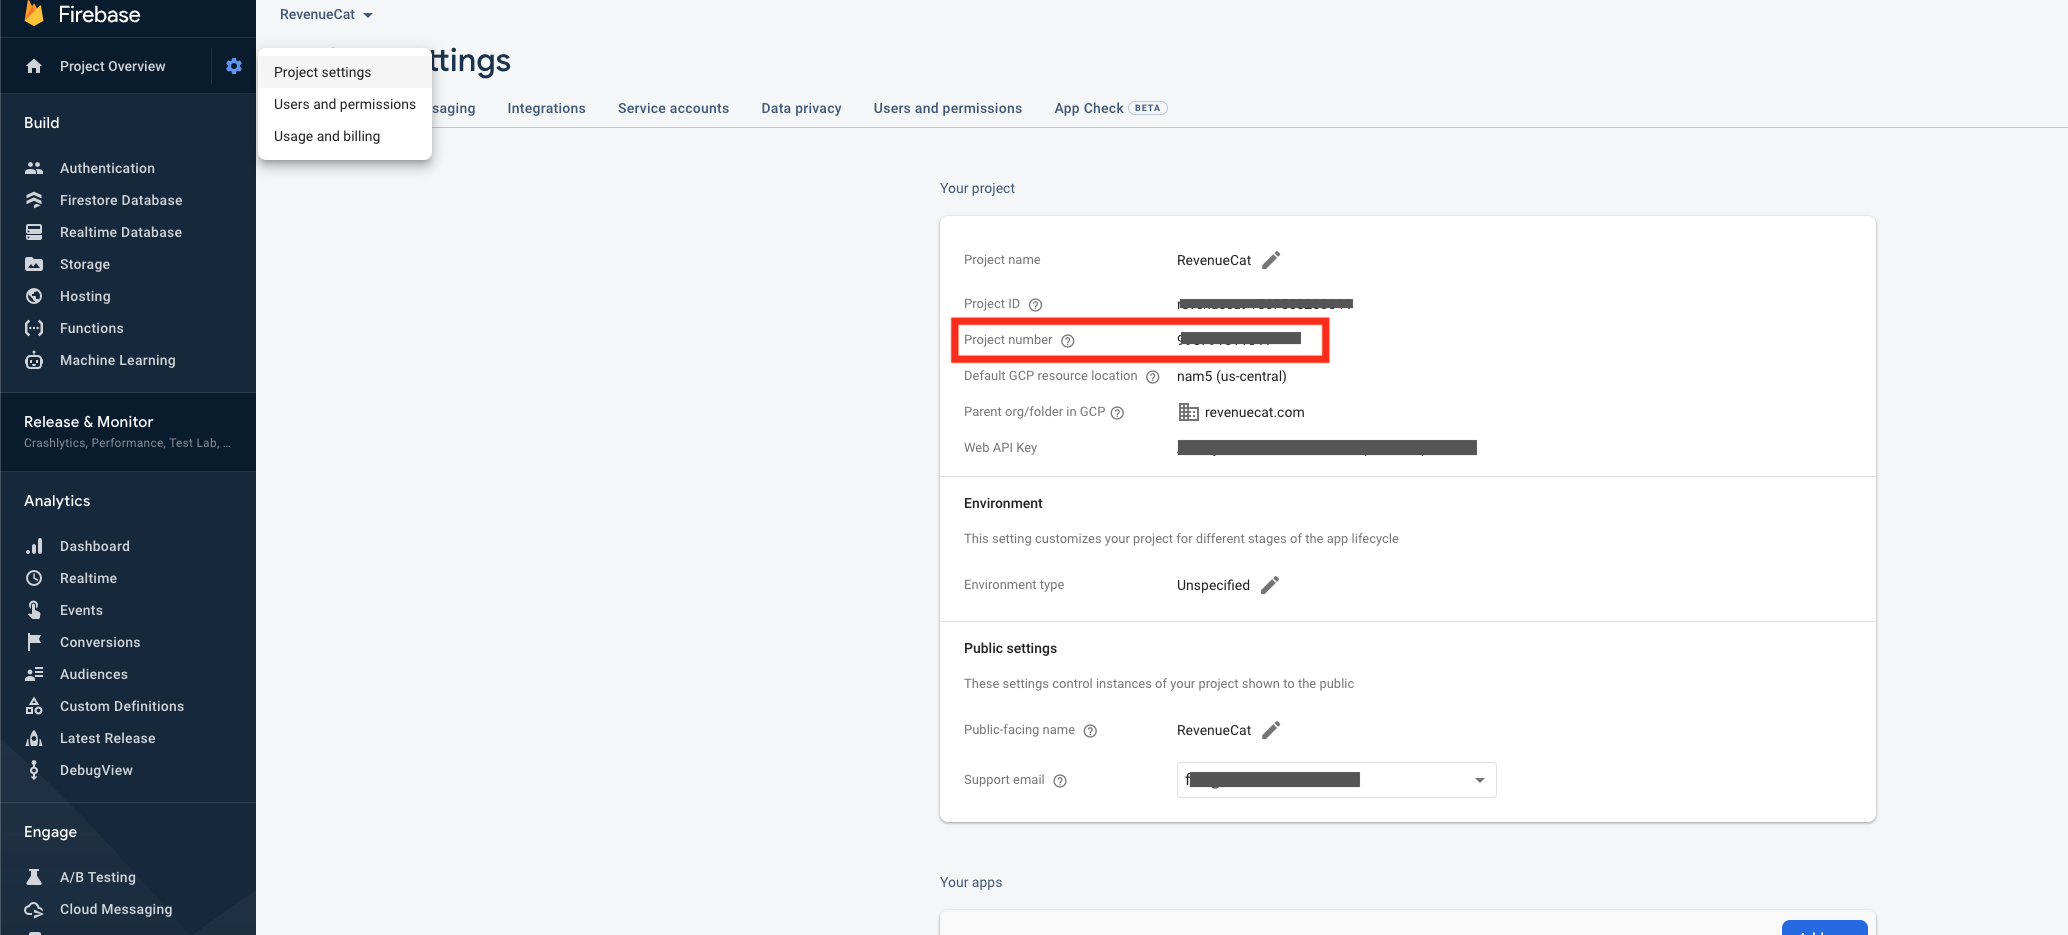 Firebase
RevenueCat
Project Overview
Project settings
Users and permissions
Usage and billing
ttings
saging
Integrations
Service accounts
Data privacy
Users and permissions
App Check BETA
Build
Authentication
Firestore Database
Realtime Database
Storage
Hosting
Functions
Machine Learning
Release & Monitor
Crashlytics, Performance, Test Lab, ...
Analytics
Dashboard
Realtime
Events
Conversions
Audiences
Custom Definitions
Latest Release
DebugView
Engage
A/B Testing
Cloud Messaging
Your project
Project name RevenueCat
Project ID
Project number
Default GCP resource location nam5 (us-central)
Parent org/folder in GCP revenuecat.com
Web API Key
Environment
This setting customizes your project for different stages of the app lifecycle
Environment type Unspecified
Public settings
These settings control instances of your project shown to the public
Public-facing name RevenueCat
Support email
Your apps